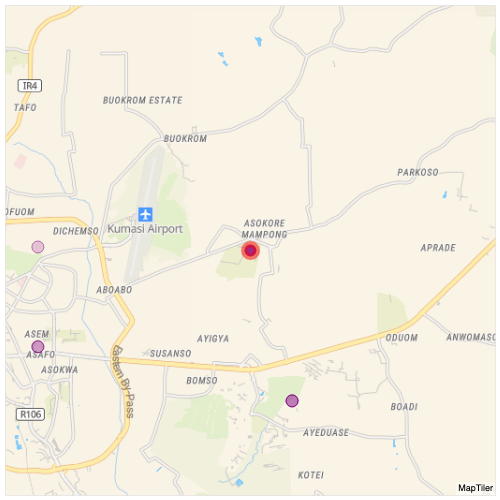 IR4
BUOKROM ESTATE
TAFO
BUOKROM
PARKOSO
OFUOM
DICHEMSO
Kumasi Airport
ASOKORE
MAMPONG
APRADE
ABOABO
ASEM
ASAFO
AYIGYA
SUSANSO
ODUOM
ANWOMASO
ASOKWA
BOMSO
Eastern By-Pass
R106
BOADI
AYEDUASE
KOTEI
MapTiler